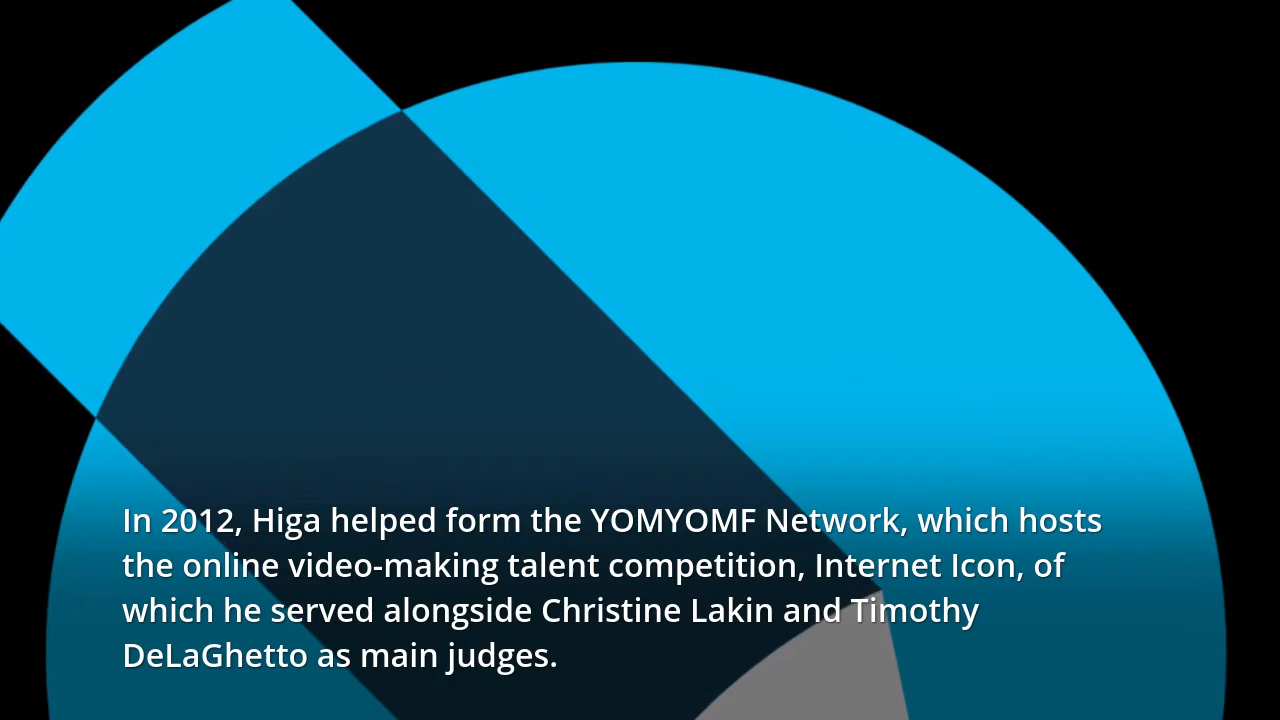 In 2012, Higa helped form the YOMYOMF Network, which hosts
the online video-making talent competition, Internet Icon, of
which he served alongside Christine Lakin and Timothy
DeLaGhetto as main judges.